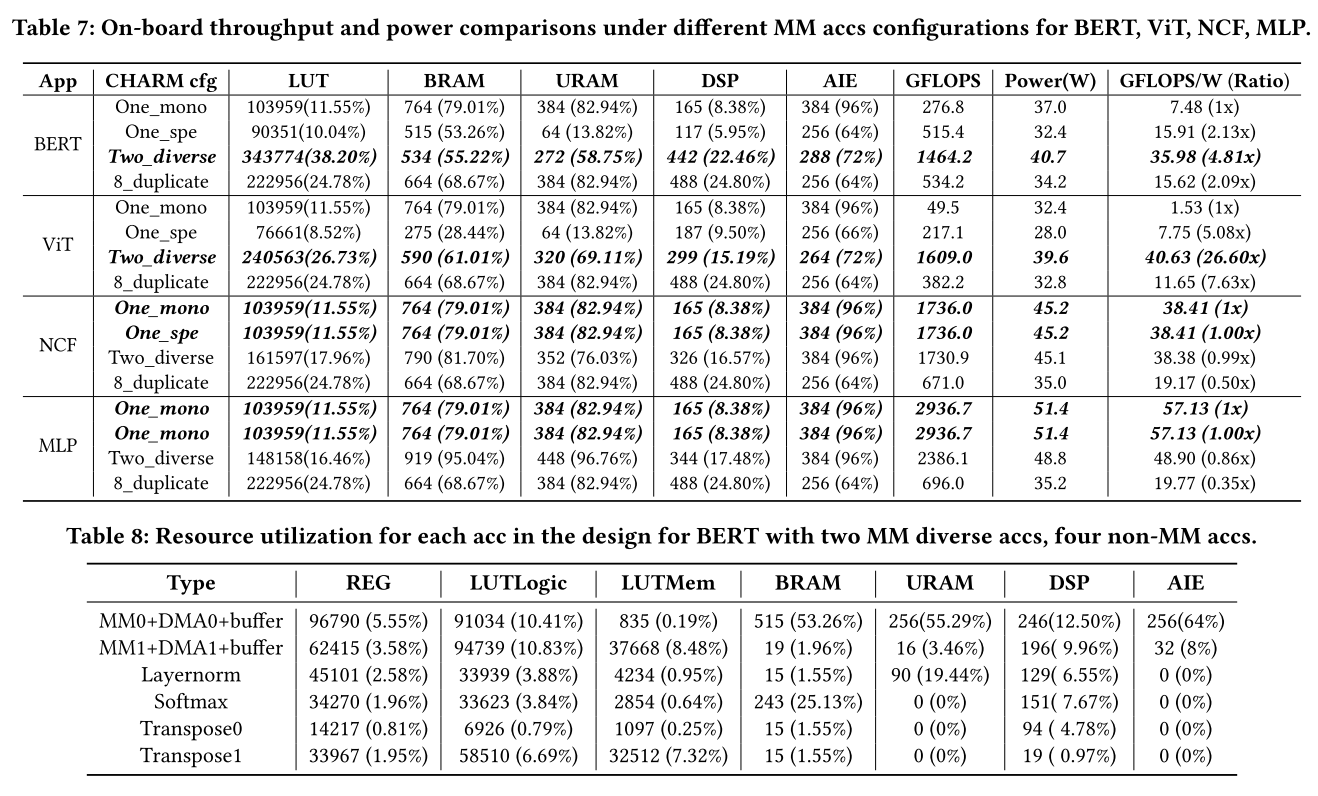 Table 7: On-board throughput and power comparisons under different MM accs configurations for BERT, ViT, NCF, MLP.
App CHARM cfg LUT BRAM URAM DSP AIE GFLOPS Power(W) GFLOPS/W (Ratio)
BERT
One_mono 103959(11.55%) 764 (79.01%) 384 (82.94%) 165 (8.38%) 384 (96%) 276.8 37.0 7.48 (1x)
One_spe 90351(10.04%) 515 (53.26%) 64 (13.82%) 117 (5.95%) 256 (64%) 515.4 32.4 15.91 (2.13x)
Two_diverse 343774(38.20%) 534 (55.22%) 272 (58.75%) 442 (22.46%) 288 (72%) 1464.2 40.7 35.98 (4.81x)
8_duplicate 222956(24.78%) 664 (68.67%) 384 (82.94%) 488 (24.80%) 256 (64%) 534.2 34.2 15.62 (2.09x)
ViT
One_mono 103959(11.55%) 764 (79.01%) 384 (82.94%) 165 (8.38%) 384 (96%) 49.5 32.4 1.53 (1x)
One_spe 76661(8.52%) 275 (28.44%) 64 (13.82%) 187 (9.50%) 256 (66%) 217.1 28.0 7.75 (5.08x)
Two_diverse 240563(26.73%) 590 (61.01%) 320 (69.11%) 299 (15.19%) 264 (72%) 1609.0 39.6 40.63 (26.60x)
8_duplicate 222956(24.78%) 664 (68.67%) 384 (82.94%) 488 (24.80%) 256 (64%) 382.2 32.8 11.65 (7.63x)
NCF
One_mono 103959(11.55%) 764 (79.01%) 384 (82.94%) 165 (8.38%) 384 (96%) 1736.0 45.2 38.41 (1x)
One_spe 103959(11.55%) 764 (79.01%) 384 (82.94%) 165 (8.38%) 384 (96%) 1736.0 45.2 38.41 (1.00x)
Two_diverse 161597(17.96%) 790 (81.70%) 352 (76.03%) 326 (16.57%) 384 (96%) 1730.9 45.1 38.38 (0.99x)
8_duplicate 222956(24.78%) 664 (68.67%) 384 (82.94%) 488 (24.80%) 256 (64%) 671.0 35.0 19.17 (0.50x)
MLP
One_mono 103959(11.55%) 764 (79.01%) 384 (82.94%) 165 (8.38%) 384 (96%) 2936.7 51.4 57.13 (1x)
One_mono 103959(11.55%) 764 (79.01%) 384 (82.94%) 165 (8.38%) 384 (96%) 2936.7 51.4 57.13 (1.00x)
Two_diverse 148158(16.46%) 919 (95.04%) 448 (96.76%) 344 (17.48%) 384 (96%) 2386.1 48.8 48.90 (0.86x)
8_duplicate 222956(24.78%) 664 (68.67%) 384 (82.94%) 488 (24.80%) 256 (64%) 696.0 35.2 19.77 (0.35x)
Table 8: Resource utilization for each acc in the design for BERT with two MM diverse accs, four non-MM accs.
Type REG LUTLogic LUTMem BRAM URAM DSP AIE
MM0+DMA0+buffer 96790 (5.55%) 91034 (10.41%) 835 (0.19%) 515 (53.26%) 256(55.29%) 246(12.50%) 256(64%)
MM1+DMA1+buffer 62415 (3.58%) 94739 (10.83%) 37668 (8.48%) 19 (1.96%) 16 (3.46%) 196( 9.96%) 32 (8%)
Layernorm 45101 (2.58%) 33939 (3.88%) 4234 (0.95%) 15 (1.55%) 90 (19.44%) 129( 6.55%) 0 (0%)
Softmax 34270 (1.96%) 33623 (3.84%) 2854 (0.64%) 243 (25.13%) 0 (0%) 151( 7.67%) 0 (0%)
Transpose0 14217 (0.81%) 6926 (0.79%) 1097 (0.25%) 15 (1.55%) 0 (0%) 94 ( 4.78%) 0 (0%)
Transpose1 33967 (1.95%) 58510 (6.69%) 32512 (7.32%) 15 (1.55%) 0 (0%) 19 ( 0.97%) 0 (0%)